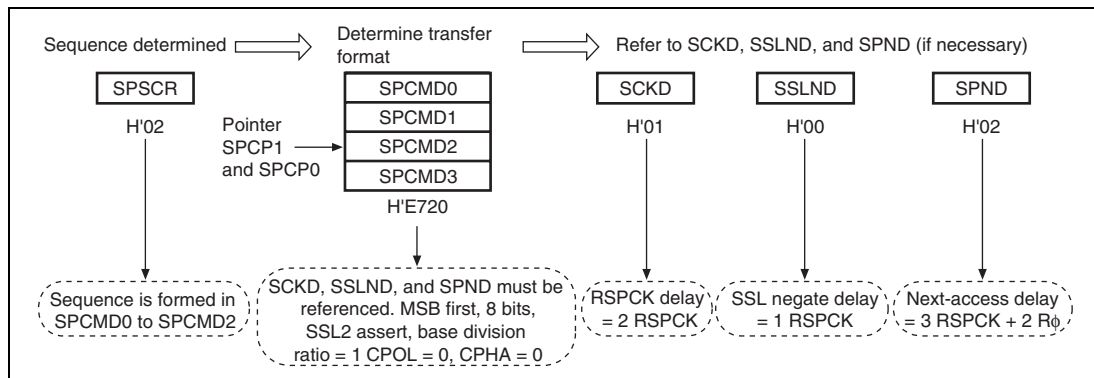 Sequence determined
Determine transfer
format
Refer to SCKD, SSLND, and SPND (if necessary)
SPSCR
H'02
Pointer
SPCP1
and SPCP0
SPCMD0
SPCMD1
SPCMD2
SPCMD3
H'E720
SCKD
H'01
SSLND
H'00
SPND
H'02
Sequence is formed in
SPCMD0 to SPCMD2
SCKD, SSLND, and SPND must be
referenced. MSB first, 8 bits,
SSL2 assert, base division
ratio = 1 CPOL = 0, CPHA = 0
RSPCK delay
= 2 RSPCK
SSL negate delay
= 1 RSPCK
Next-access delay
= 3 RSPCK + 2 Rϕ